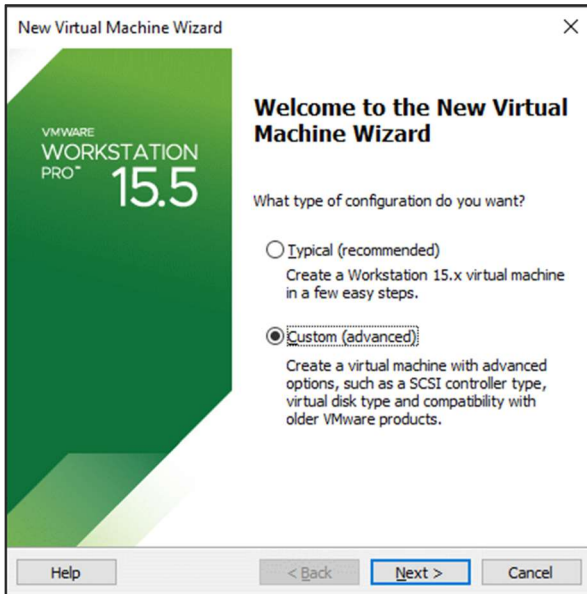 New Virtual Machine Wizard
VMWARE
WORKSTATION
PRO™ 15.5
Welcome to the New Virtual
Machine Wizard
What type of configuration do you want?
Typical (recommended)
Create a Workstation 15.x virtual machine
in a few easy steps.
Custom (advanced)
Create a virtual machine with advanced
options, such as a SCSI controller type,
virtual disk type and compatibility with
older VMware products.
Help < Back Next > Cancel